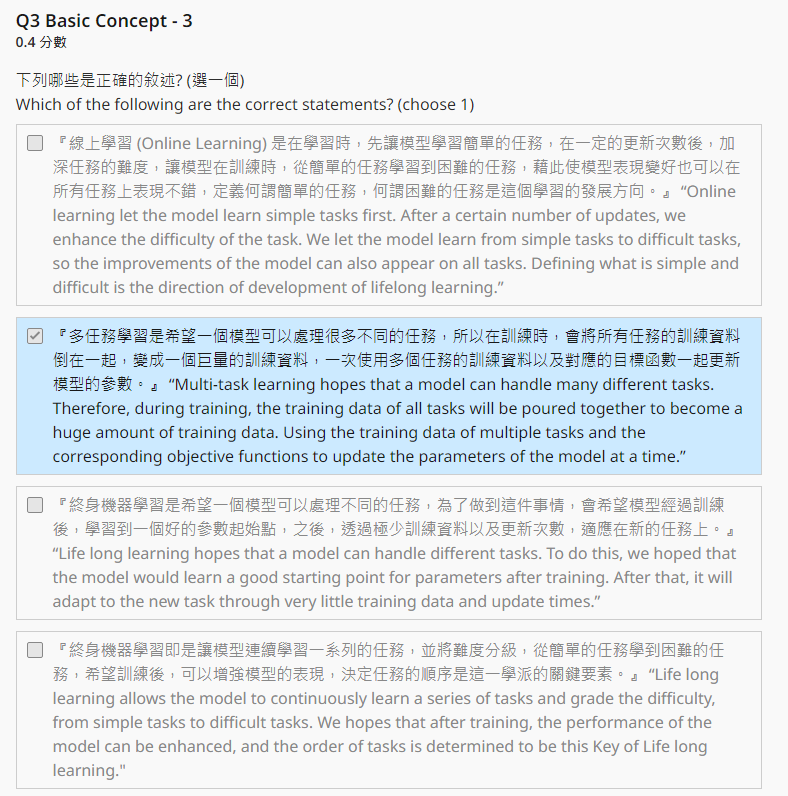 Q3 Basic Concept - 3
0.4 分數
下列哪些是正確的敘述? (選一個)
Which of the following are the correct statements? (choose 1)
『線上學習 (Online Learning) 是在學習時，先讓模型學習簡單的任務，在一定的更新次數後，加
深任務的難度，讓模型在訓練時，從簡單的任務學習到困難的任務，藉此使模型表現變好也可以在
所有任務上表現不錯，定義何謂簡單的任務，何謂困難的任務是這個學習的發展方向。』 “Online
learning let the model learn simple tasks first. After a certain number of updates, we
enhance the difficulty of the task. We let the model learn from simple tasks to difficult tasks,
so the improvements of the model can also appear on all tasks. Defining what is simple and
difficult is the direction of development of lifelong learning.”
『多任務學習是希望一個模型可以處理很多不同的任務，所以在訓練時，會將所有任務的訓練資料
倒在一起，變成一個巨量的訓練資料，一次使用多個任務的訓練資料以及對應的目標函數一起更新
模型的參數。』 “Multi-task learning hopes that a model can handle many different tasks.
Therefore, during training, the training data of all tasks will be poured together to become a
huge amount of training data. Using the training data of multiple tasks and the
corresponding objective functions to update the parameters of the model at a time.”
『終身機器學習是希望一個模型可以處理不同的任務，為了做到這件事情，會希望模型經過訓練
後，學習到一個好的參數起始點，之後，透過極少訓練資料以及更新次數，適應在新的任務上。』
“Life long learning hopes that a model can handle different tasks. To do this, we hoped that
the model would learn a good starting point for parameters after training. After that, it will
adapt to the new task through very little training data and update times.”
『終身機器學習即是讓模型連續學習一系列的任務，並將難度分級，從簡單的任務學到困難的任
務，希望訓練後，可以增強模型的表現，決定任務的順序是這一學派的關鍵要素。』 “Life long
learning allows the model to continuously learn a series of tasks and grade the difficulty,
from simple tasks to difficult tasks. We hopes that after training, the performance of the
model can be enhanced, and the order of tasks is determined to be this Key of Life long
learning."